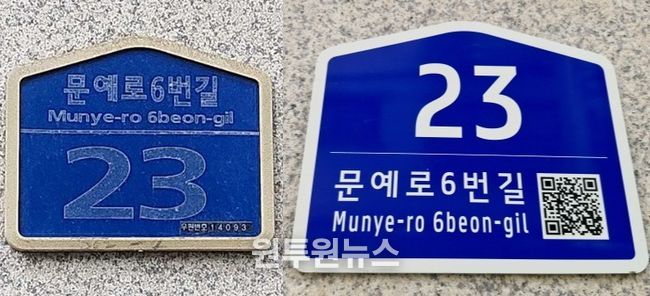 문예로6번길
Munye-ro 6beon-gil
23
우편번호 14093
23
문예로6번길
Munye-ro 6beon-gil
원투원뉴스